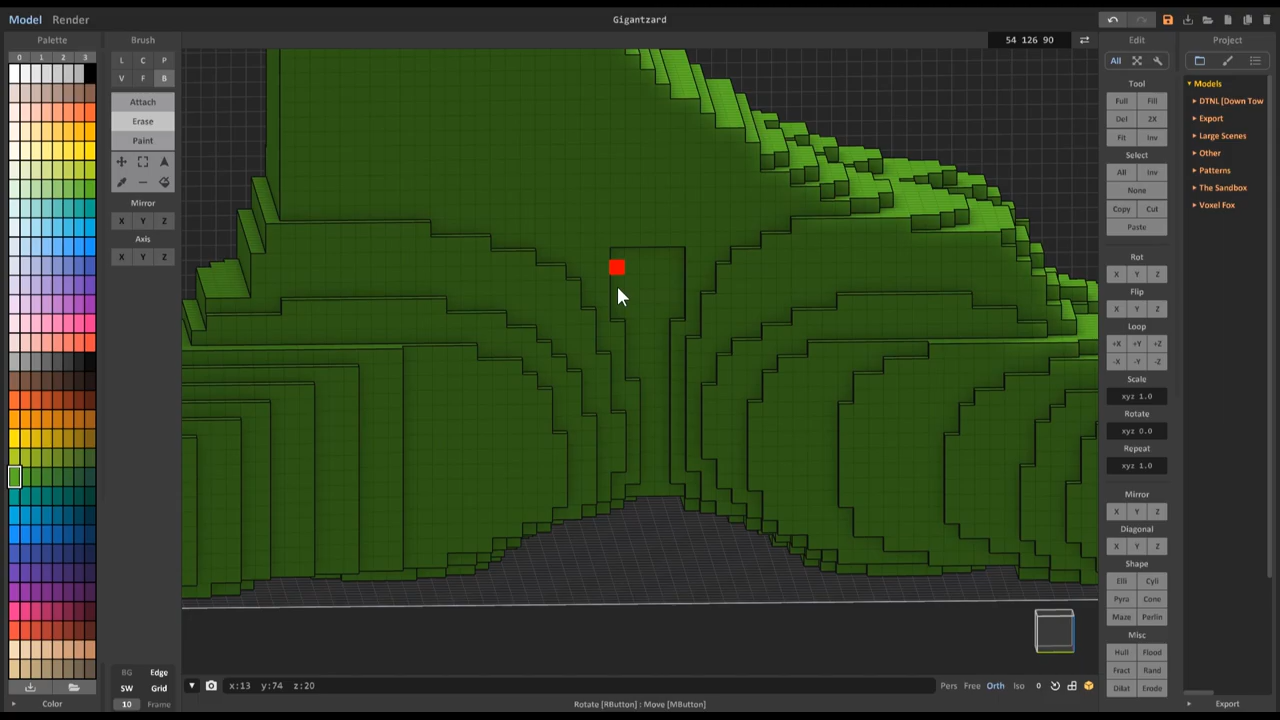 Model Render
Gigantzard
Palette
Brush
54 126 90
Edit
Project
0 1 2 3
L C P
V F B
Attach
Erase
Paint
Mirror
X Y Z
Axis
X Y Z
BG Edge
SW Grid
10 Frame
Color
All
Tool
Full Fill
Del 2X
Fit Inv
Select
All Inv
None
Copy Cut
Paste
Rot
X Y Z
Flip
X Y Z
Loop
+X +Y +Z
-X -Y -Z
Scale
xyz 1.0
Rotate
xyz 0.0
Repeat
xyz 1.0
Mirror
X Y Z
Diagonal
X Y Z
Shape
Elli Cyli
Pyra Cone
Maze Perlin
Misc
Hull Flood
Fract Rand
Dilat Erode
Models
DTNL [Down Tow
Export
Large Scenes
Other
Patterns
The Sandbox
Voxel Fox
Export
x:13 y:74 z:20
Pers Free Orth Iso 0
Rotate [RButton] : Move [MButton]